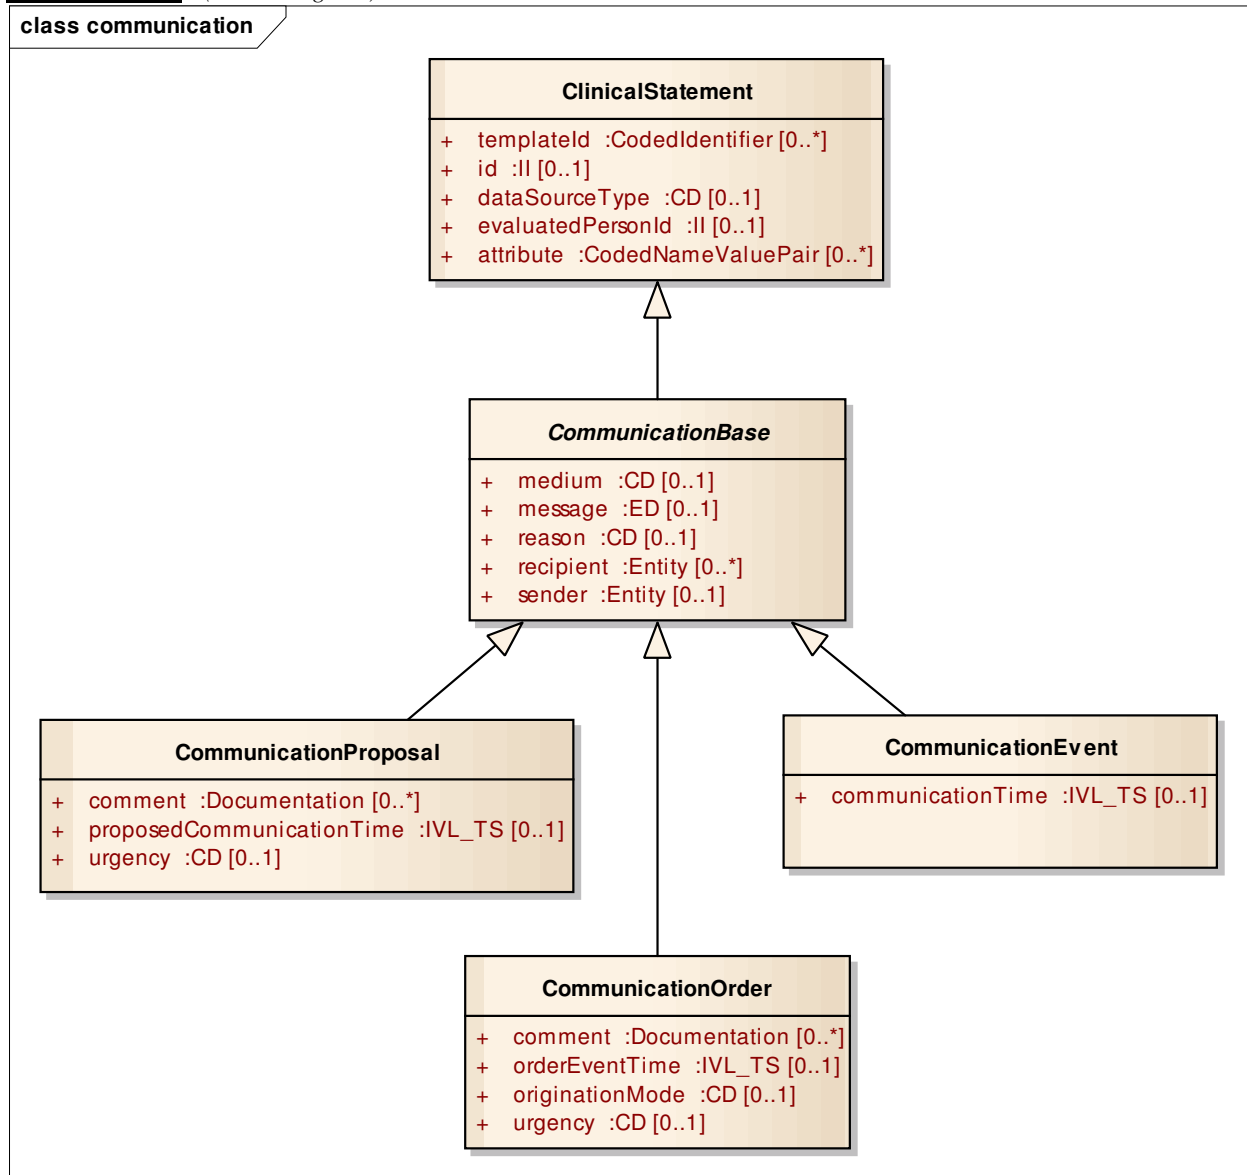 class communication
ClinicalStatement
+ templateId :CodedIdentifier [0..*]
+ id :II [0..1]
+ dataSourceType :CD [0..1]
+ evaluatedPersonId :II [0..1]
+ attribute :CodedNameValuePair [0..*]
CommunicationBase
+ medium :CD [0..1]
+ message :ED [0..1]
+ reason :CD [0..1]
+ recipient :Entity [0..*]
+ sender :Entity [0..1]
CommunicationProposal
+ comment :Documentation [0..*]
+ proposedCommunicationTime :IVL_TS [0..1]
+ urgency :CD [0..1]
CommunicationEvent
+ communicationTime :IVL_TS [0..1]
CommunicationOrder
+ comment :Documentation [0..*]
+ orderEventTime :IVL_TS [0..1]
+ originationMode :CD [0..1]
+ urgency :CD [0..1]